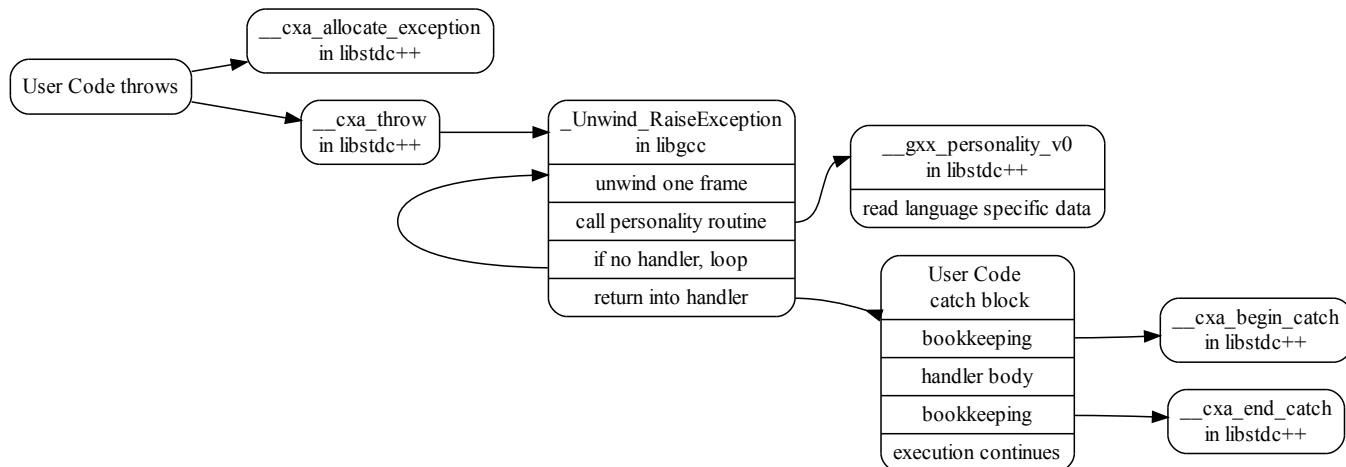 User Code throws
__cxa_allocate_exception
in libstdc++
__cxa_throw
in libstdc++
_Unwind_RaiseException
in libgcc
unwind one frame
call personality routine
if no handler, loop
return into handler
__gxx_personality_v0
in libstdc++
read language specific data
User Code
catch block
bookkeeping
handler body
bookkeeping
execution continues
__cxa_begin_catch
in libstdc++
__cxa_end_catch
in libstdc++